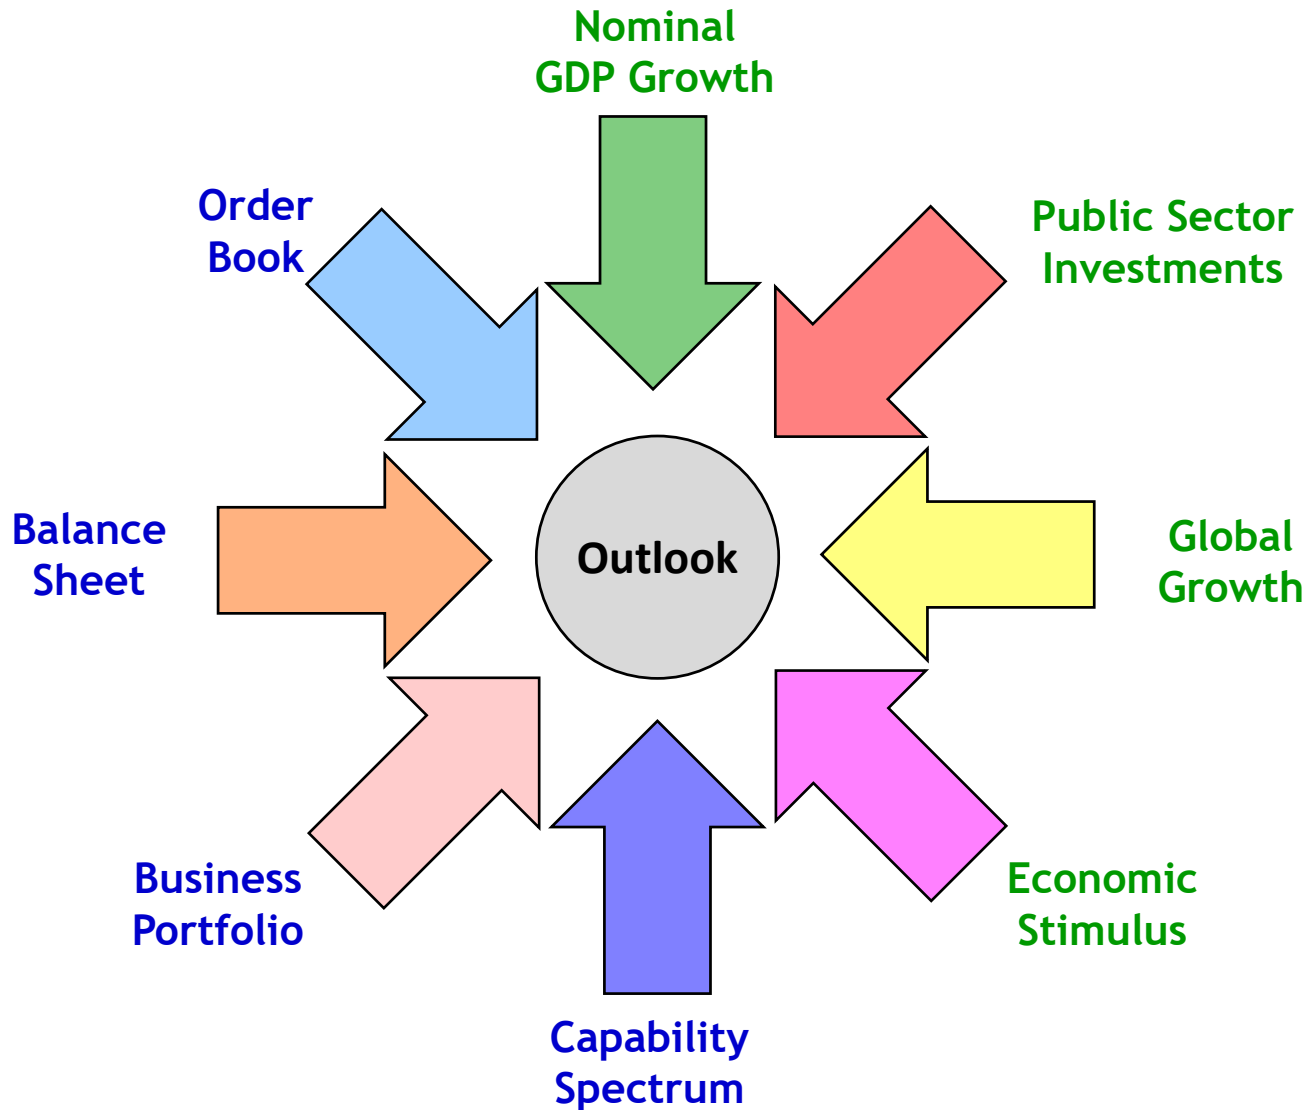 Nominal
GDP Growth
Order
Book
Public Sector
Investments
Balance
Sheet
Outlook
Global
Growth
Business
Portfolio
Economic
Stimulus
Capability
Spectrum